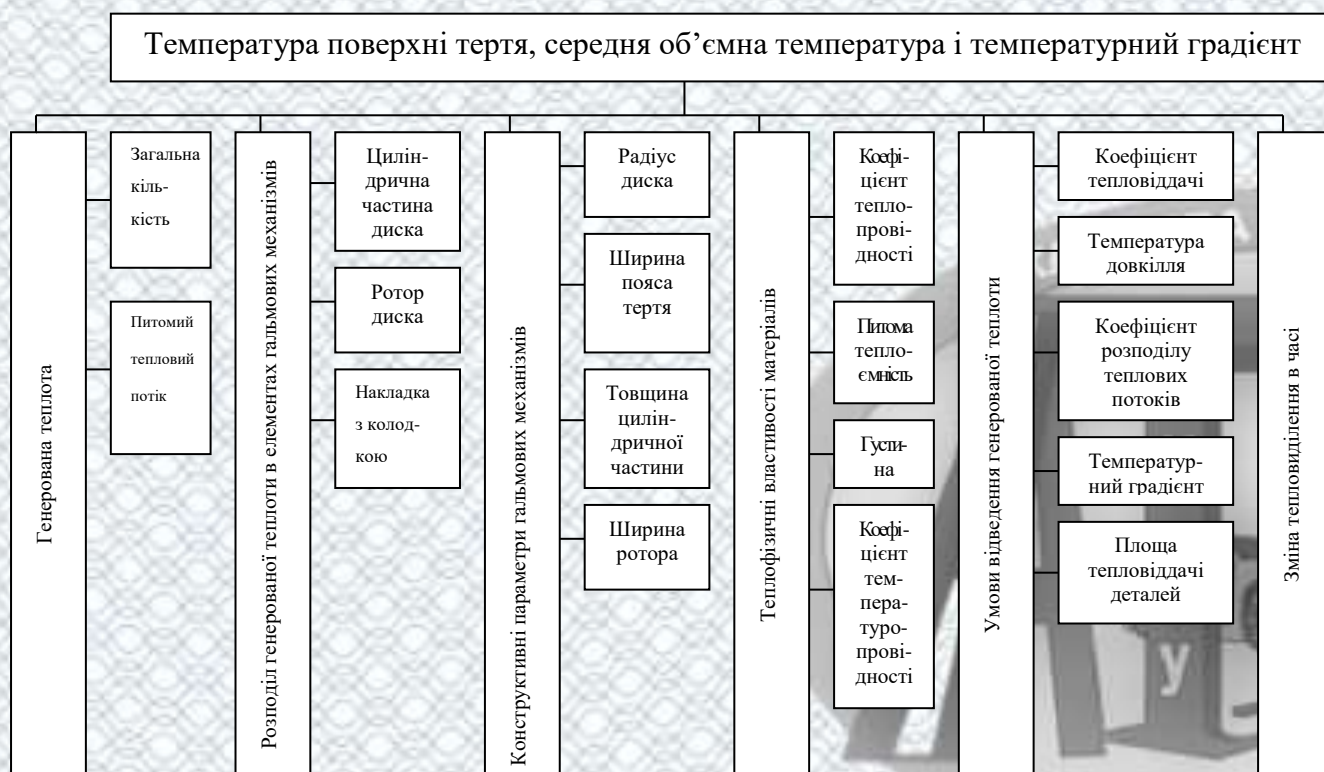 Температура поверхні тертя, середня об’ємна температура і температурний градієнт
Генерована теплота
Загальна
кіль-
кість
Питомий
тепловий
потік
Розподіл генерованої теплоти в елементах гальмових механізмів
Цилін-
дрична
частина
диска
Ротор
диска
Накладка
з колод-
кою
Конструктивні параметри гальмових механізмів
Радіус
диска
Ширина
пояса
тертя
Товщина
цилін-
дричної
частини
Ширина
ротора
Теплофізичні властивості матеріалів
Коефі-
цієнт
тепло-
прові-
дності
Питома
тепло-
ємність
Густи-
на
Коефі-
цієнт
тем-
пера-
туро-
прові-
дності
Умови відведення генерованої теплоти
Коефіцієнт
тепловіддачі
Температура
довкілля
Коефіцієнт
розподілу
теплових
потоків
Температур-
ний градієнт
Площа
тепловіддачі
деталей
Зміна тепловиділення в часі
У